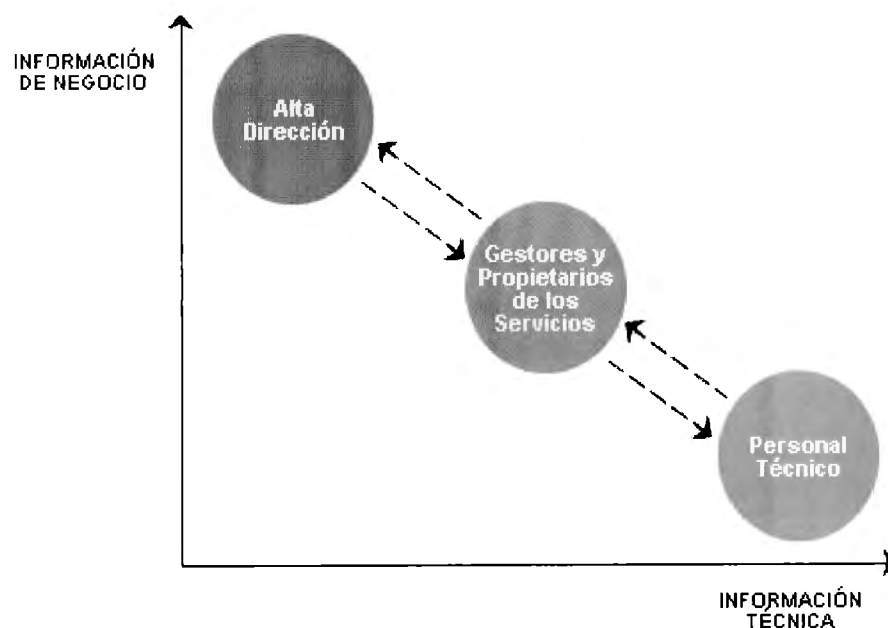 INFORMACIÓN
DE NEGOCIO
Alta
Dirección
Gestores y
Propietarios
de los
Servicios
Personal
Técnico
INFORMACIÓN
TÉCNICA